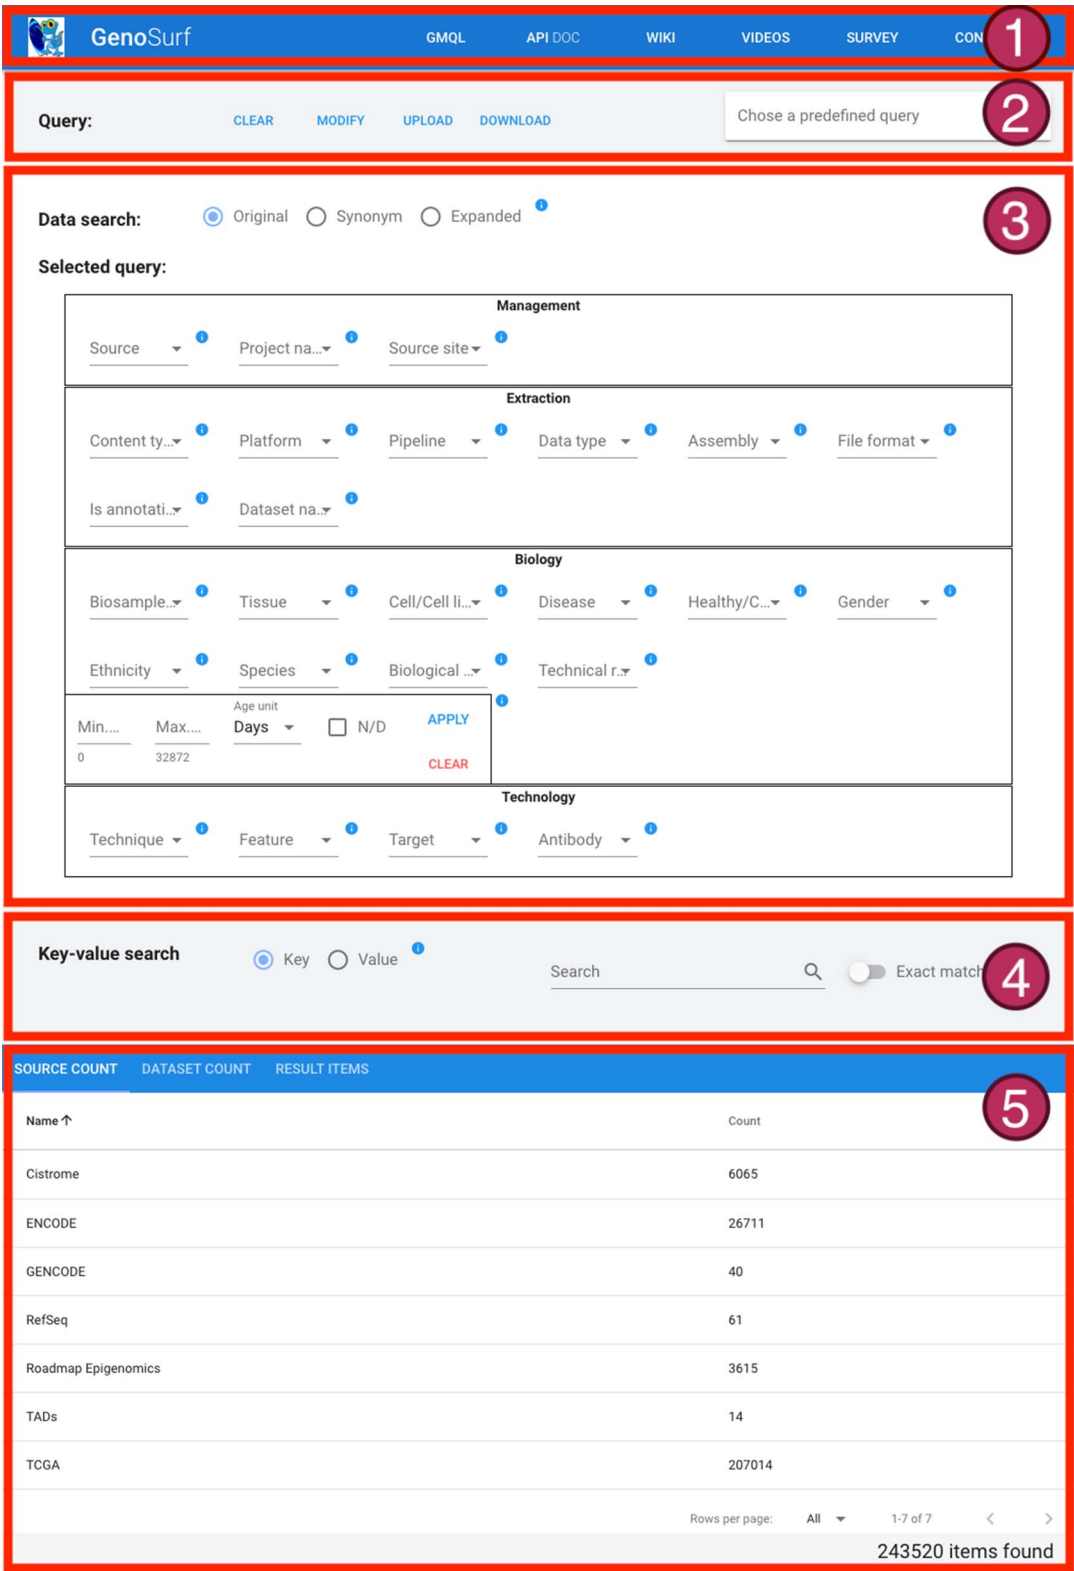 GenoSurf GMQL API DOC WIKI VIDEOS SURVEY CON 1
Query: CLEAR MODIFY UPLOAD DOWNLOAD Chose a predefined query 2
Data search: Original Synonym Expanded 3
Selected query:
Management
Source Project na... Source site
Extraction
Content ty... Platform Pipeline Data type Assembly File format
Is annotati... Dataset na...
Biology
Biosample... Tissue Cell/Cell li... Disease Healthy/C... Gender
Ethnicity Species Biological ... Technical r...
Age unit
Min.... Max.... Days N/D APPLY
0 32872
CLEAR
Technology
Technique Feature Target Antibody
Key-value search Key Value Search Exact match 4
SOURCE COUNT DATASET COUNT RESULT ITEMS
Name Count 5
Cistrome 6065
ENCODE 26711
GENCODE 40
RefSeq 61
Roadmap Epigenomics 3615
TADs 14
TCGA 207014
Rows per page: All 1-7 of 7
243520 items found